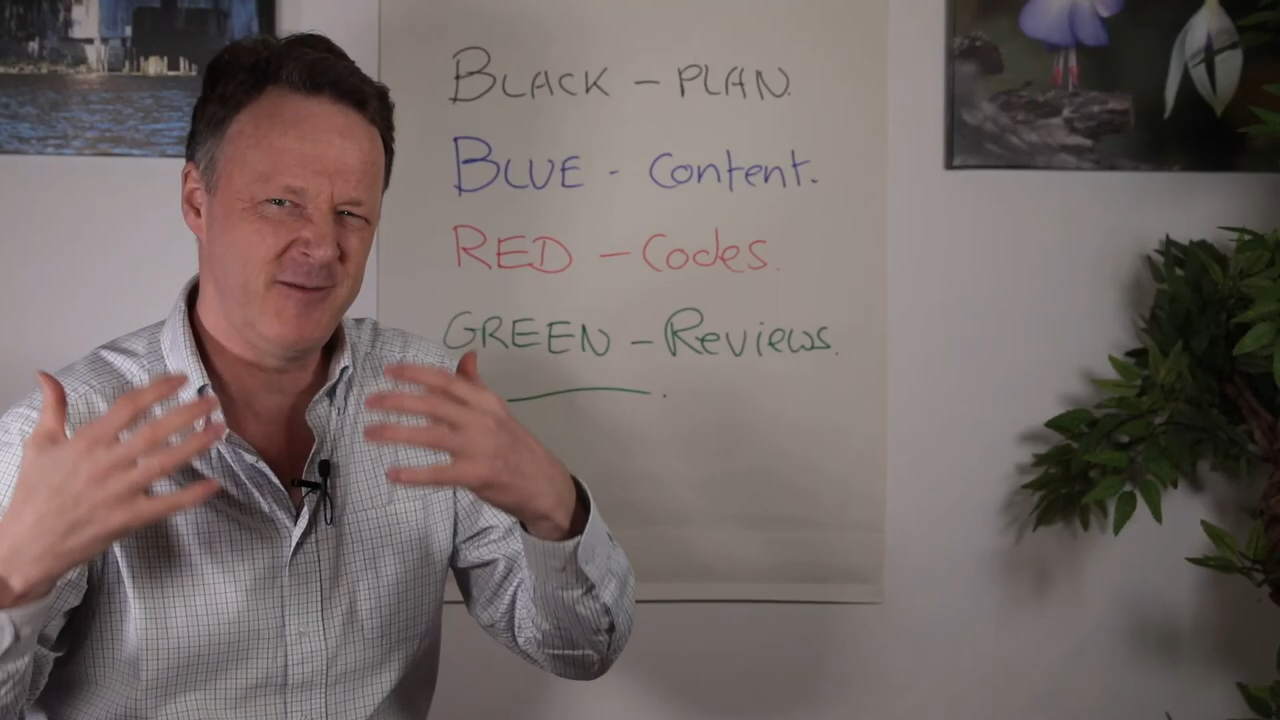 BLACK - PLAN.
BLUE - Content.
RED - Codes.
GREEN - Reviews.